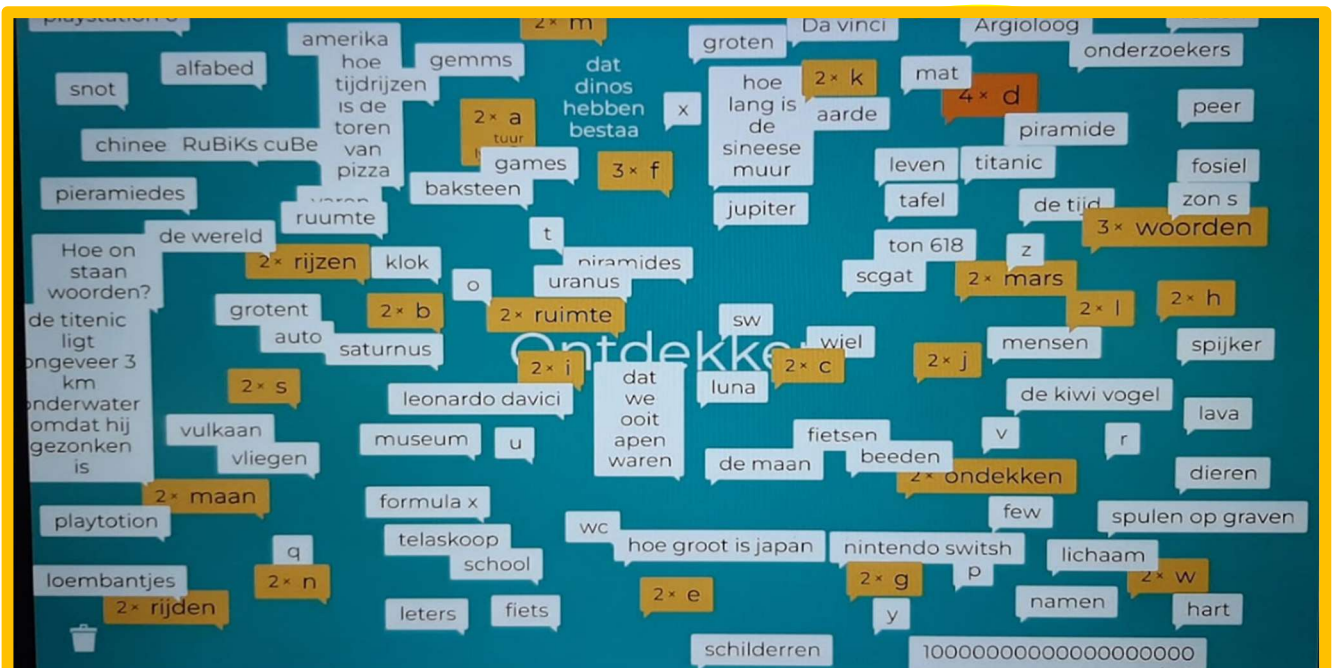 playstation 5
2× m
Da vinci
Argioloog
amerika
groten
onderzoekers
alfabed
hoe
tijdrijzen
gemms
dat
dinos
hebben
bestaa
snot
is de
toren
van
pizza
2× a
tuur
x
hoe
lang is
de
sineese
muur
2× k
aarde
mat
4× d
peer
piramide
chinee
RuBiKs cuBe
games
3× f
leven
titanic
fosiel
pieramiedes
baksteen
varen
ruumte
jupiter
tafel
de tijd
zon s
3× woorden
de wereld
t
ton 618
z
Hoe on
staan
woorden?
2× rijzen
klok
piramides
uranus
scgat
2× mars
o
grotent
2× b
2× ruimte
sw
2× l
2× h
de titenic
ligt
ongeveer 3
km
onderwater
omdat hij
gezonken
is
auto
saturnus
Ontdekke
wiel
mensen
spijker
2× i
2× c
2× j
2× s
dat
we
ooit
apen
waren
luna
leonardo davici
de kiwi vogel
lava
vulkaan
museum
u
fietsen
v
r
vliegen
de maan
beeden
2× ondekken
dieren
2× maan
formula x
few
playtotion
wc
spulen op graven
telaskoop
hoe groot is japan
nintendo switsh
lichaam
q
school
p
loembantjes
2× n
2× g
2× w
2× rijden
2× e
namen
leters
fiets
y
hart
schilderren
10000000000000000000